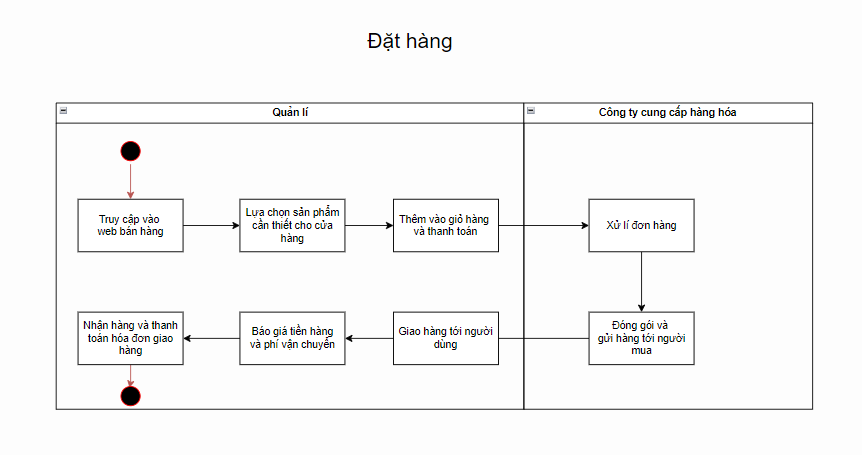 Đặt hàng
Quản lí
Công ty cung cấp hàng hóa
Truy cập vào
web bán hàng
Lựa chọn sản phẩm
cần thiết cho cửa
hàng
Thêm vào giỏ hàng
và thanh toán
Xử lí đơn hàng
Nhận hàng và thanh
toán hóa đơn giao
hàng
Báo giá tiền hàng
và phí vận chuyển
Giao hàng tới người
dùng
Đóng gói và
gửi hàng tới người
mua